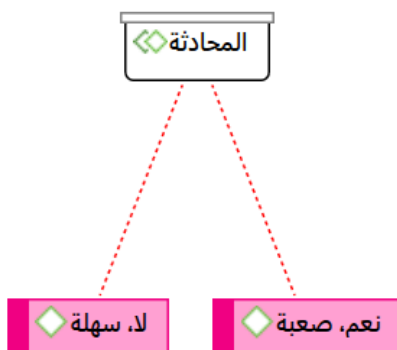 المحادثة
نعم، صعبة
لا، سهلة